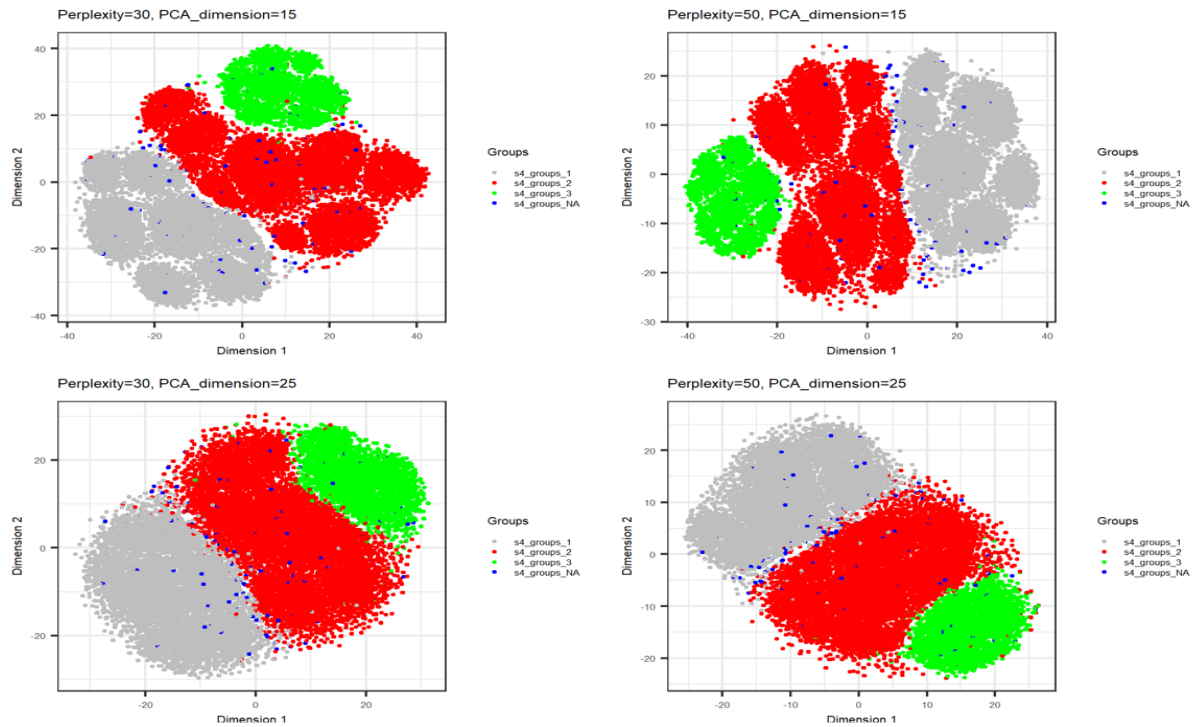 Perplexity=30, PCA_dimension=15
40
20
0
-20
-40
Dimension 2
-40 -20 0 20 40
Dimension 1
Groups
s4_groups_1
s4_groups_2
s4_groups_3
s4_groups_NA
Perplexity=50, PCA_dimension=15
20
10
0
-10
-20
-30
Dimension 2
-40 -20 0 20 40
Dimension 1
Groups
s4_groups_1
s4_groups_2
s4_groups_3
s4_groups_NA
Perplexity=30, PCA_dimension=25
20
0
-20
Dimension 2
-20 0 20
Dimension 1
Groups
s4_groups_1
s4_groups_2
s4_groups_3
s4_groups_NA
Perplexity=50, PCA_dimension=25
20
10
0
-10
-20
Dimension 2
-20 -10 0 10 20
Dimension 1
Groups
s4_groups_1
s4_groups_2
s4_groups_3
s4_groups_NA